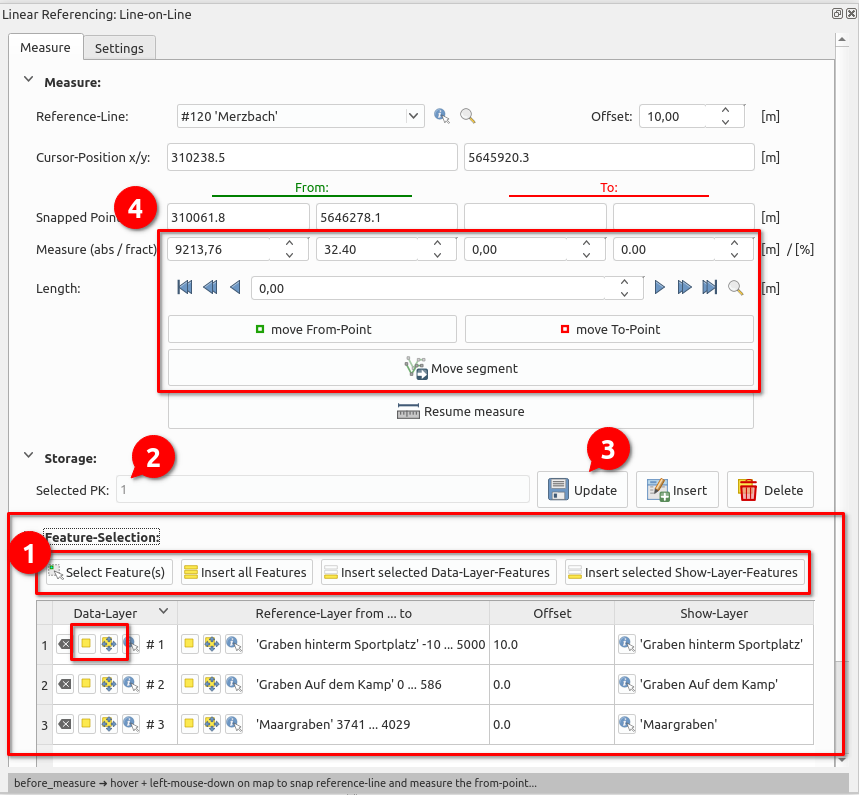 Linear Referencing: Line-on-Line
Measure Settings
Measure:
Reference-Line: #120 'Merzbach' Offset: 10,00 [m]
Cursor-Position x/y: 310238.5 5645920.3 [m]
From: To:
4
Snapped Poin 310061.8 5646278.1 [m]
Measure (abs / fract) 9213,76 32.40 0,00 0.00 [m] / [%]
Length: 0,00 [m]
move From-Point move To-Point
Move segment
Resume measure
2 3
Storage:
Selected PK: 1 Update Insert Delete
1
Feature-Selection:
Select Feature(s) Insert all Features Insert selected Data-Layer-Features Insert selected Show-Layer-Features
Data-Layer Reference-Layer from ... to Offset Show-Layer
1 # 1 'Graben hinterm Sportplatz' -10 ... 5000 10.0 'Graben hinterm Sportplatz'
2 # 2 'Graben Auf dem Kamp' 0 ... 586 0.0 'Graben Auf dem Kamp'
3 # 3 'Maargraben' 3741 ... 4029 0.0 'Maargraben'
before_measure ➜ hover + left-mouse-down on map to snap reference-line and measure the from-point...